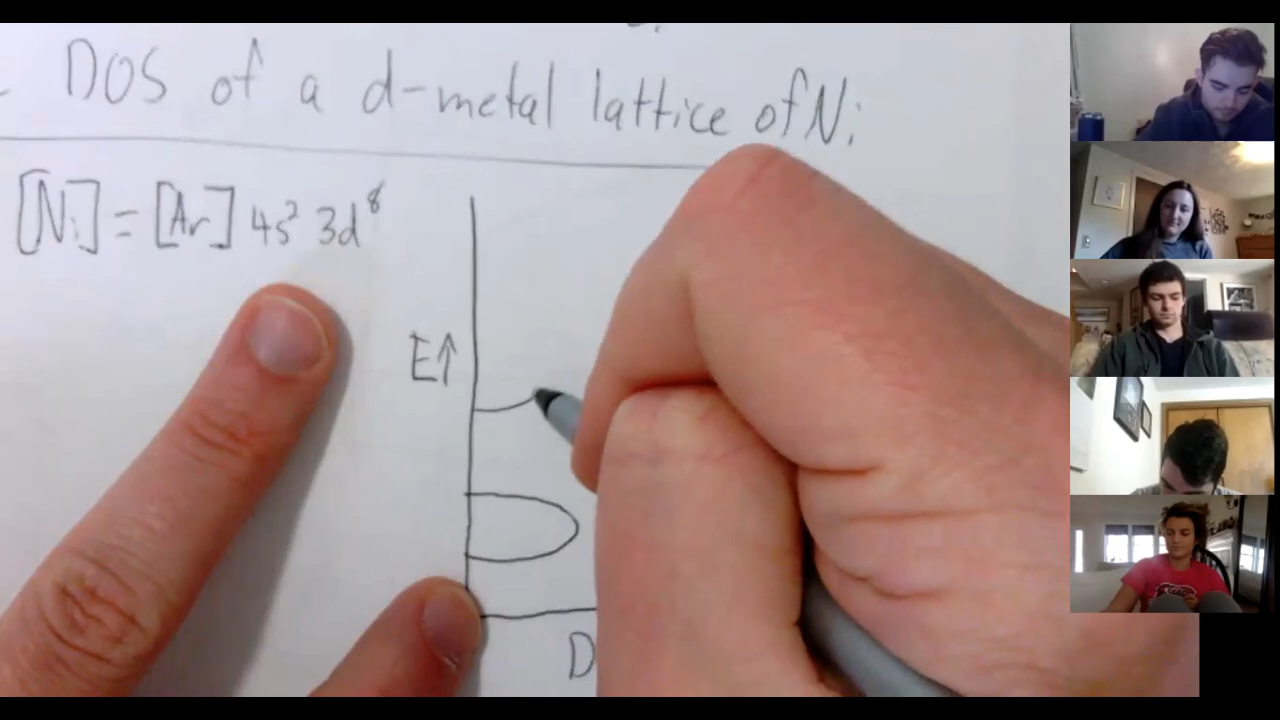 DOS of a d-metal lattice of Ni
[Ni] = [Ar] 4s² 3d⁸
E↑
D